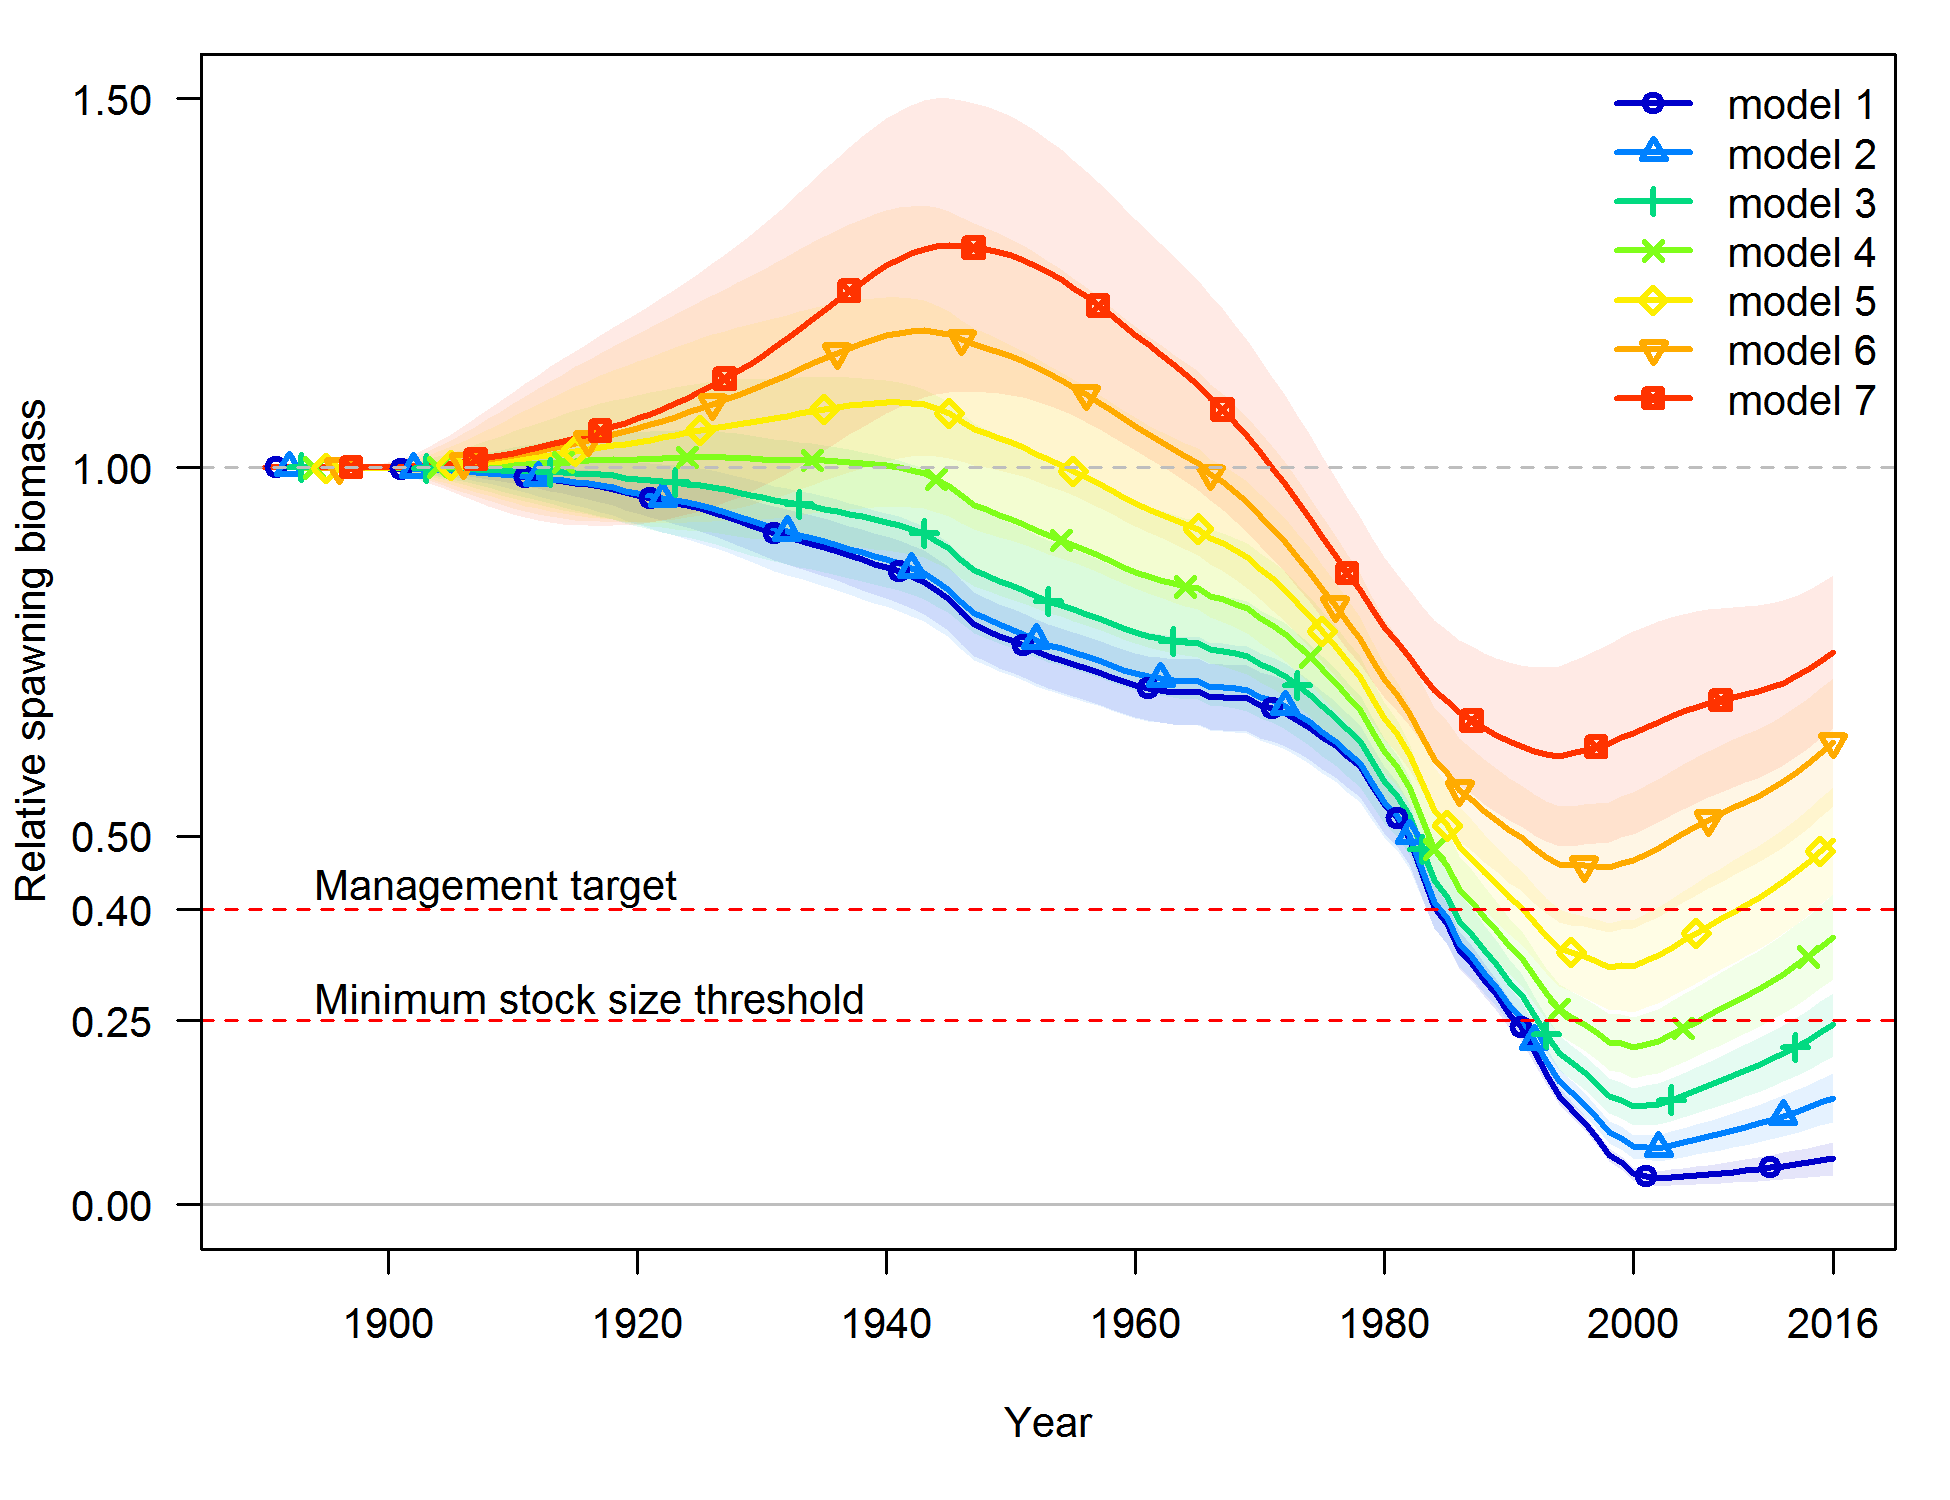 1.50
1.00
0.50
0.40
0.25
0.00
Relative spawning biomass
model 1
model 2
model 3
model 4
model 5
model 6
model 7
Management target
Minimum stock size threshold
1900 1920 1940 1960 1980 2000 2016
Year